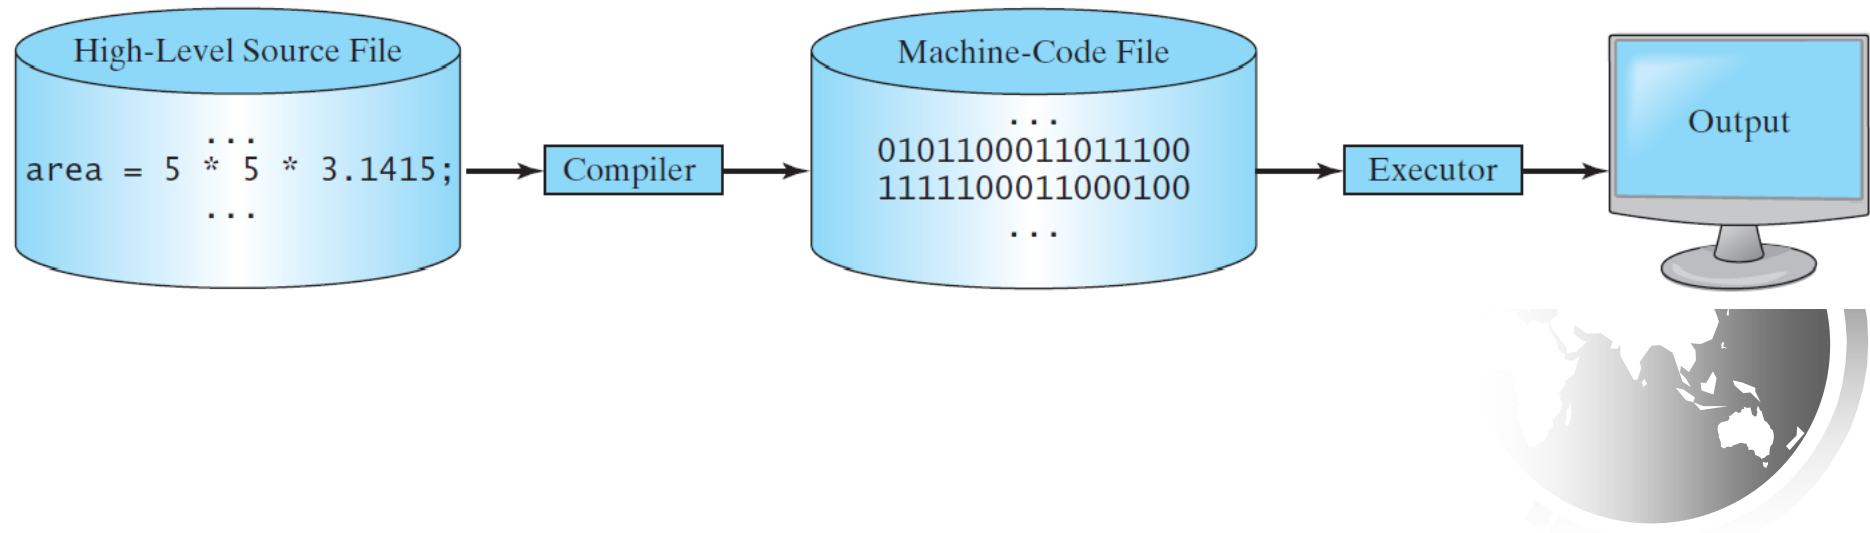 High-Level Source File
...
area = 5 * 5 * 3.1415;
...
Compiler
Machine-Code File
...
0101100011011100
1111100011000100
...
Executor
Output